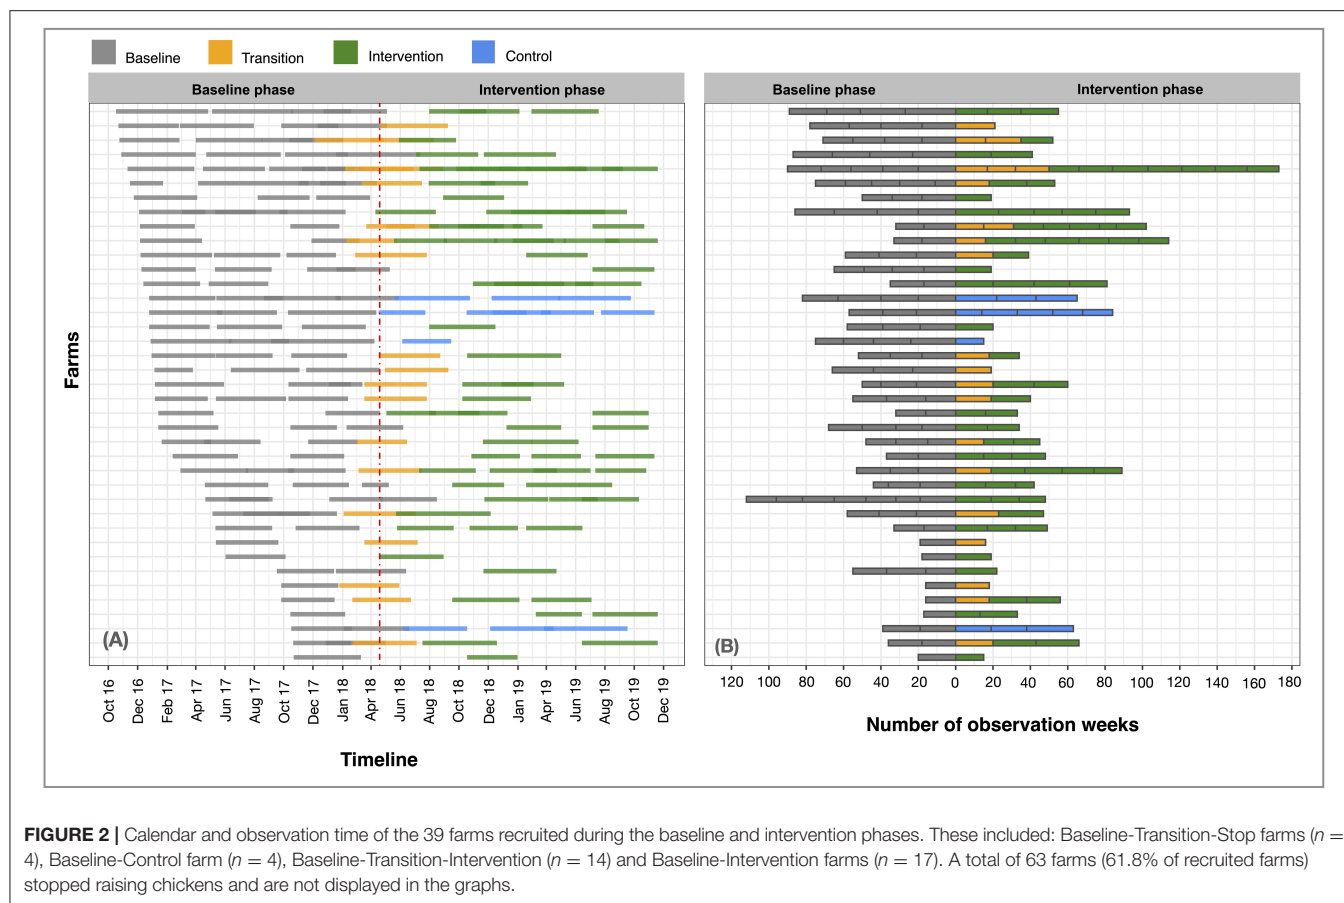 Baseline Transition Intervention Control
Baseline phase Intervention phase Baseline phase Intervention phase
Farms
(A) (B)
Oct 16 Dec 16 Feb 17 Apr 17 Jun 17 Aug 17 Oct 17 Dec 17 Jan 18 Apr 18 Jun 18 Aug 18 Oct 18 Dec 18 Jan 19 Apr 19 Jun 19 Aug 19 Oct 19 Dec 19
120 100 80 60 40 20 0 20 40 60 80 100 120 140 160 180
Timeline
Number of observation weeks
FIGURE 2 | Calendar and observation time of the 39 farms recruited during the baseline and intervention phases. These included: Baseline-Transition-Stop farms (n =
4), Baseline-Control farm (n = 4), Baseline-Transition-Intervention (n = 14) and Baseline-Intervention farms (n = 17). A total of 63 farms (61.8% of recruited farms)
stopped raising chickens and are not displayed in the graphs.